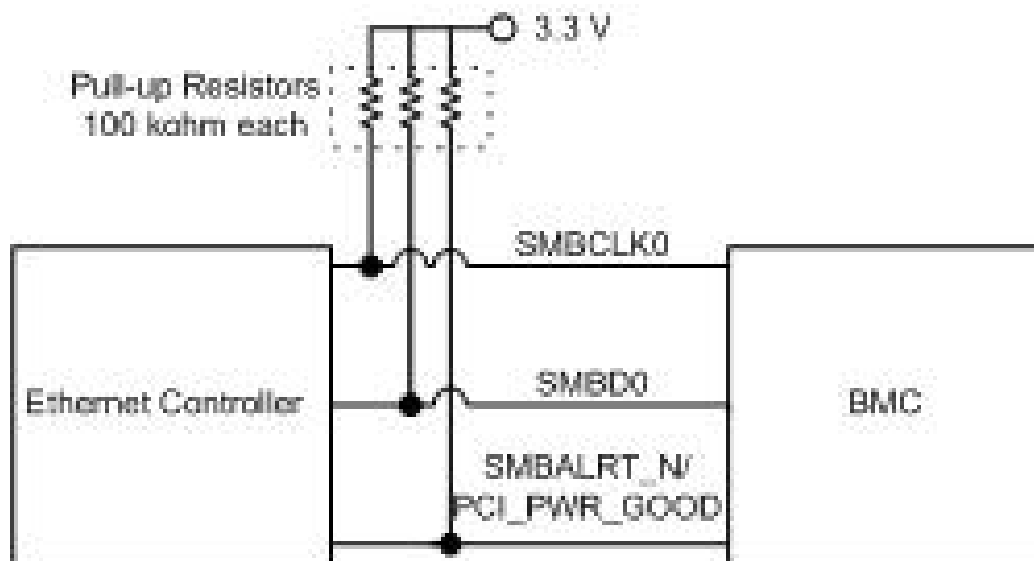 3.3 V
Pull-up Resistors
100 kohm each
SMBCLK0
Ethernet Controller
SMBD0
BMC
SMBALRT_N/
PCI_PWR_GOOD